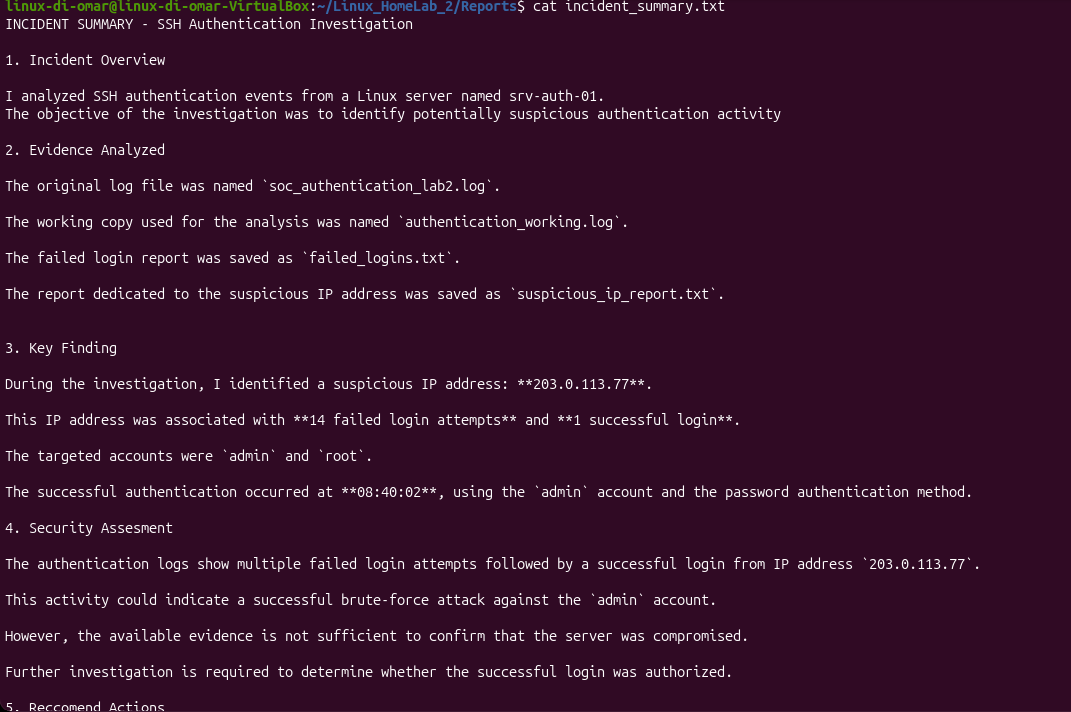 linux-di-omar@linux-di-omar-VirtualBox:~/Linux_HomeLab_2/Reports$ cat incident_summary.txt
INCIDENT SUMMARY - SSH Authentication Investigation
1. Incident Overview
I analyzed SSH authentication events from a Linux server named srv-auth-01.
The objective of the investigation was to identify potentially suspicious authentication activity
2. Evidence Analyzed
The original log file was named `soc_authentication_lab2.log`.
The working copy used for the analysis was named `authentication_working.log`.
The failed login report was saved as `failed_logins.txt`.
The report dedicated to the suspicious IP address was saved as `suspicious_ip_report.txt`.
3. Key Finding
During the investigation, I identified a suspicious IP address: **203.0.113.77**.
This IP address was associated with **14 failed login attempts** and **1 successful login**.
The targeted accounts were `admin` and `root`.
The successful authentication occurred at **08:40:02**, using the `admin` account and the password authentication method.
4. Security Assesment
The authentication logs show multiple failed login attempts followed by a successful login from IP address `203.0.113.77`.
This activity could indicate a successful brute-force attack against the `admin` account.
However, the available evidence is not sufficient to confirm that the server was compromised.
Further investigation is required to determine whether the successful login was authorized.
5. Reccomend Actions